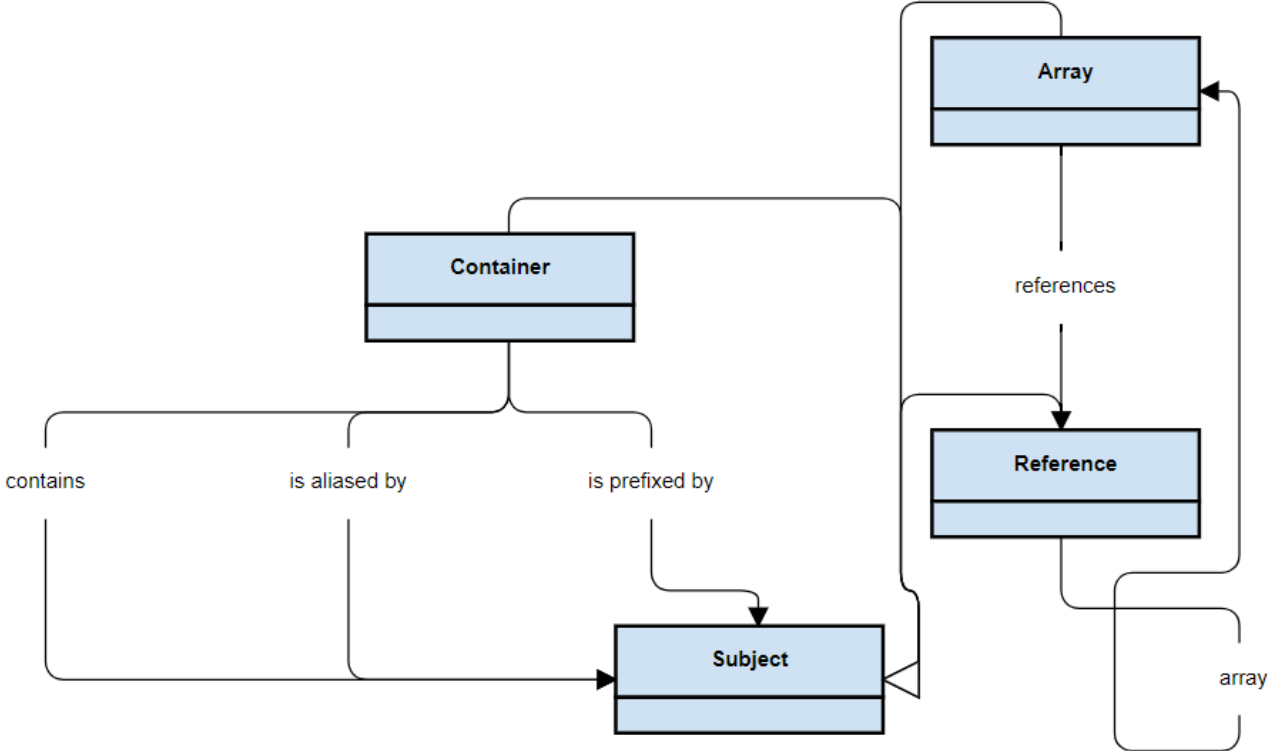 Array
Container
references
Reference
contains
is aliased by
is prefixed by
Subject
array